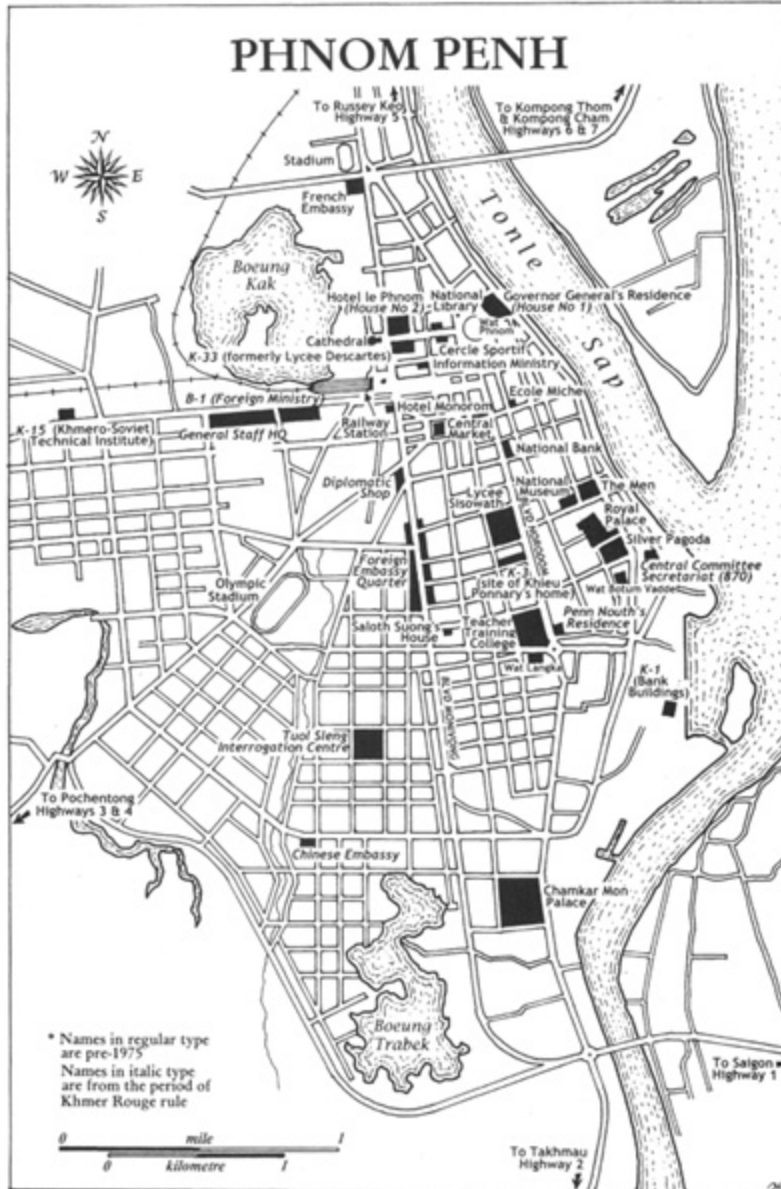 PHNOM PENH
To Russey Keo
Highway 5
To Kompong Thom
& Kompong Cham
Highways 6 & 7
N
W E
S
Stadium
French
Embassy
Tonle Sap
Boeung
Kak
Hotel le Phnom
(House No 2)
National
Library
Governor General's Residence
(House No 1)
Wat
Phnom
Cathedral
K-33 (formerly Lycee Descartes)
Cercle Sportif
Information Ministry
B-1 (Foreign Ministry)
Ecole Miche
K-15 (Khmero-Soviet
Technical Institute)
General Staff HQ
Railway
Station
Hotel Monorom
Central
Market
National Bank
Diplomatic
Shop
Lycee
Sisowath
National
Museum
The Men
Royal
Palace
Silver Pagoda
Foreign
Embassy
Quarter
K-3
(site of Khieu
Ponnary's home)
Central Committee
Secretariat (870)
Wat Botum Vaddei
Olympic
Stadium
Saloth Suong's
House
Teacher
Training
College
Penn Nouth's
Residence
Wat Langka
K-1
(Bank
Buildings)
BLVD MONIVONG
Tuol Sleng
Interrogation Centre
To Pochentong
Highways 3 & 4
Chinese Embassy
Chamkar Mon
Palace
Boeung
Trabek
* Names in regular type
are pre-1975
Names in italic type
are from the period of
Khmer Rouge rule
To Saigon
Highway 1
0 mile 1
0 kilometre 1
To Takhmau
Highway 2